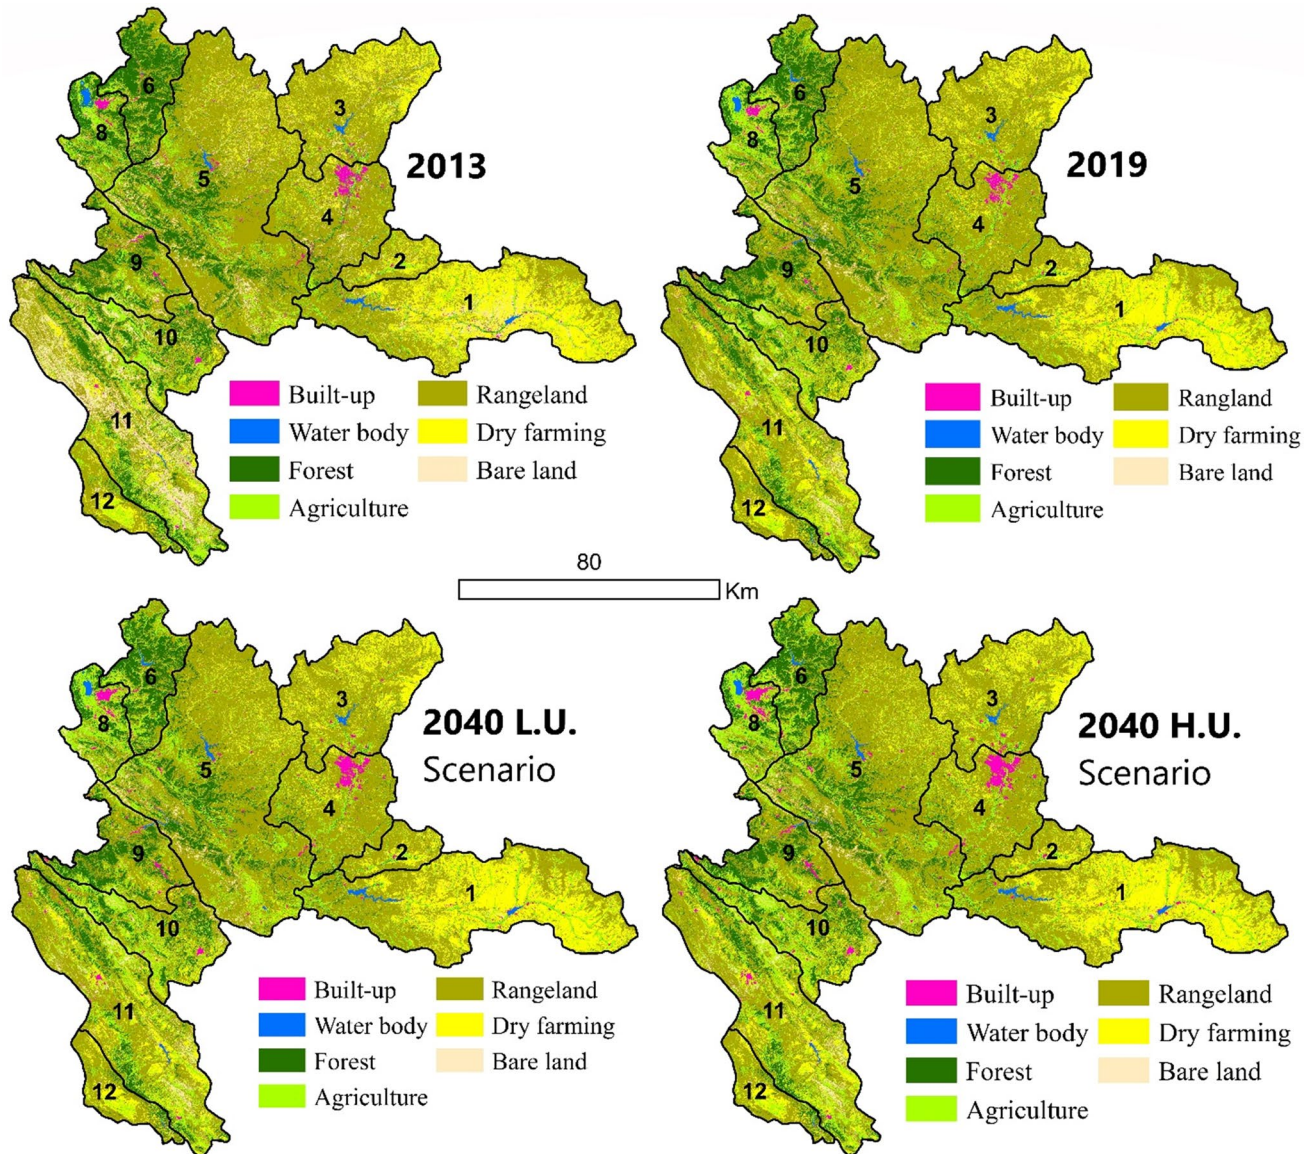 6
3
8
2013
5
4
9
2
1
10
11
12
Built-up
Rangeland
Water body
Dry farming
Forest
Bare land
Agriculture
6
3
8
2019
5
4
9
2
1
10
11
12
Built-up
Rangland
Water body
Dry farming
Forest
Bare land
Agriculture
80
Km
6
3
8
2040 L.U.
Scenario
5
4
9
2
1
10
11
12
Built-up
Rangeland
Water body
Dry farming
Forest
Bare land
Agriculture
6
3
8
2040 H.U.
Scenario
5
4
9
2
1
10
11
12
Built-up
Rangeland
Water body
Dry farming
Forest
Bare land
Agriculture